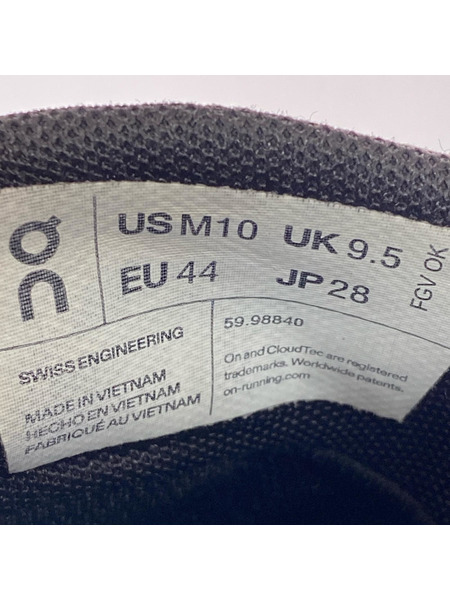 On
US M10 UK 9.5
EU 44 JP 28
FGV OK
SWISS ENGINEERING
MADE IN VIETNAM
HECHO EN VIETNAM
FABRIQUÉ AU VIETNAM
59.98840
On and CloudTec are registered
trademarks. Worldwide patents.
on-running.com